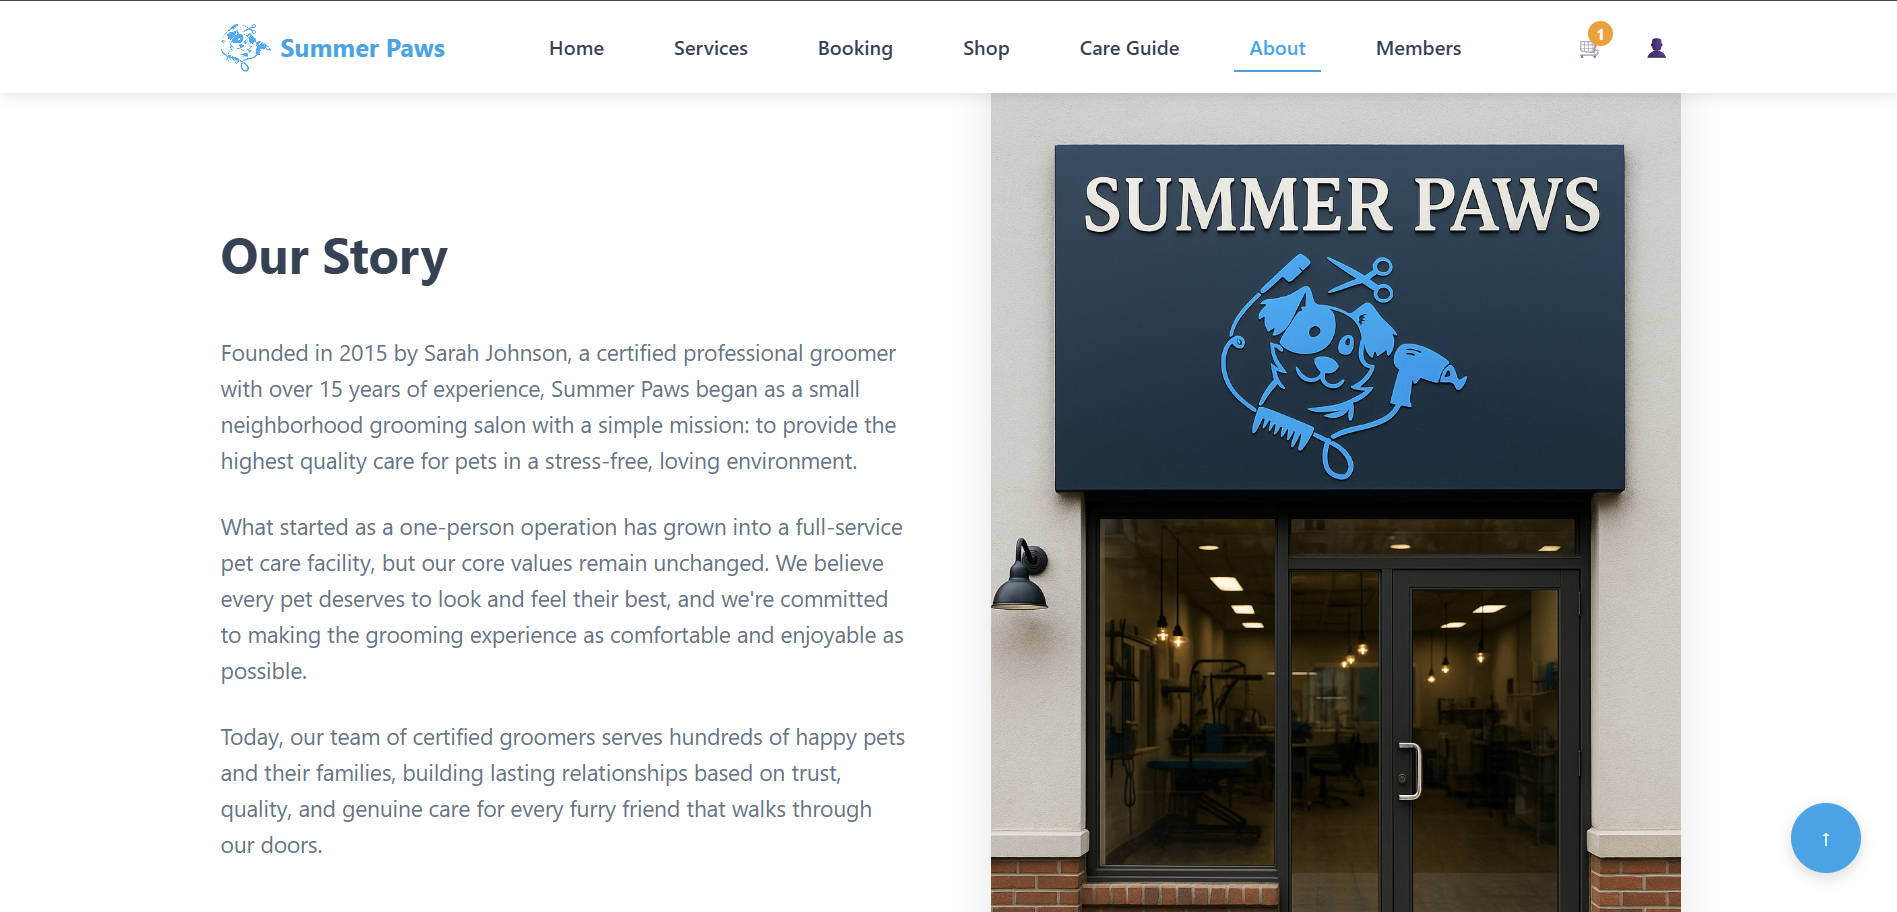 Summer Paws
Home
Services
Booking
Shop
Care Guide
About
Members
1
Our Story
Founded in 2015 by Sarah Johnson, a certified professional groomer
with over 15 years of experience, Summer Paws began as a small
neighborhood grooming salon with a simple mission: to provide the
highest quality care for pets in a stress-free, loving environment.
What started as a one-person operation has grown into a full-service
pet care facility, but our core values remain unchanged. We believe
every pet deserves to look and feel their best, and we're committed
to making the grooming experience as comfortable and enjoyable as
possible.
Today, our team of certified groomers serves hundreds of happy pets
and their families, building lasting relationships based on trust,
quality, and genuine care for every furry friend that walks through
our doors.
SUMMER PAWS
↑